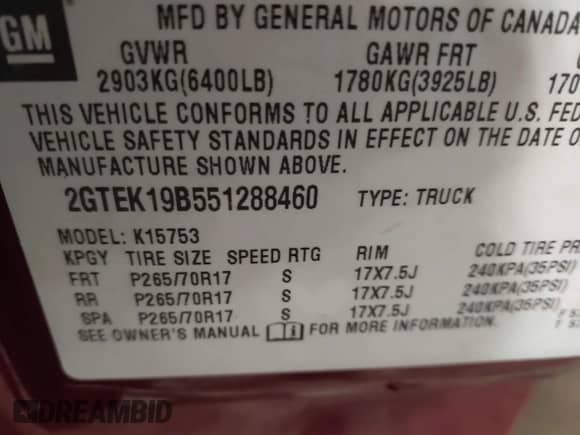 GM
MFD BY GENERAL MOTORS OF CANADA
GVWR GAWR FRT
2903KG(6400LB) 1780KG(3925LB) 170
THIS VEHICLE CONFORMS TO ALL APPLICABLE U.S. FED
VEHICLE SAFETY STANDARDS IN EFFECT ON THE DATE O
MANUFACTURE SHOWN ABOVE.
2GTEK19B551288460 TYPE: TRUCK
MODEL: K15753
KPGY TIRE SIZE SPEED RTG RIM COLD TIRE PR
FRT P265/70R17 S 17X7.5J 240KPA(35PSI)
RR P265/70R17 S 17X7.5J 240KPA(35PSI)
SPA P265/70R17 S 17X7.5J 240KPA(35PSI)
SEE OWNER'S MANUAL FOR MORE INFORMATION.
DREAMBID